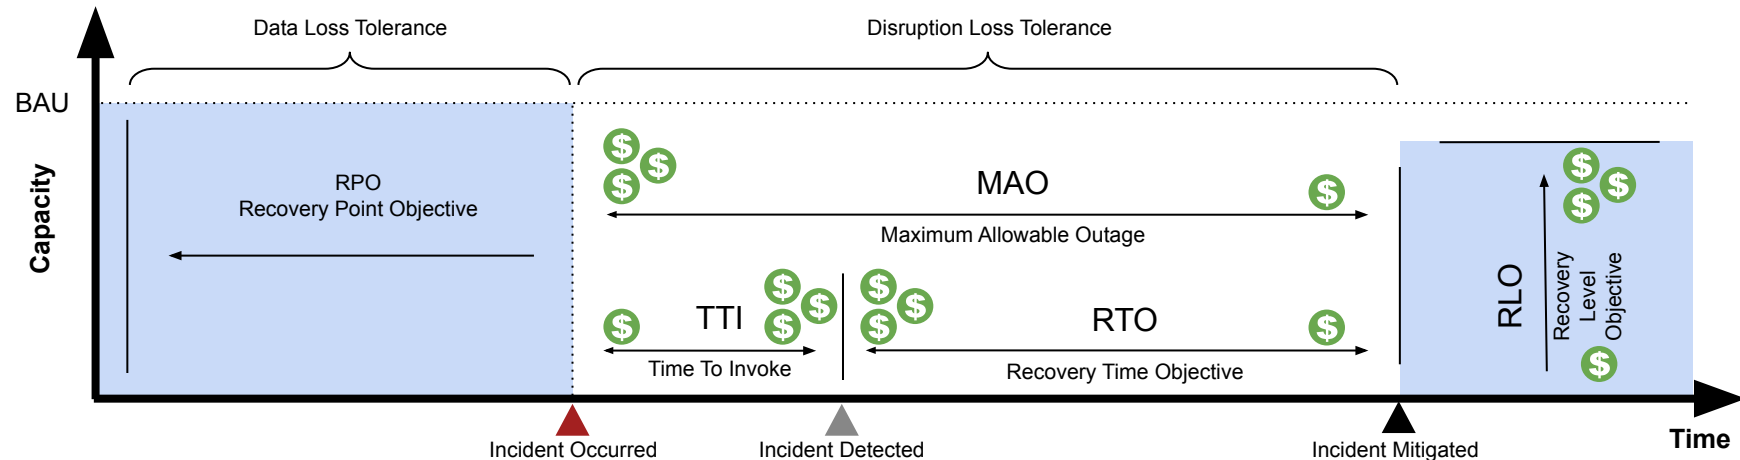 Data Loss Tolerance
Disruption Loss Tolerance
BAU
Capacity
RPO
Recovery Point Objective
$
$
$
MAO
$
Maximum Allowable Outage
$
TTI
$
$
$
Time To Invoke
$
$
$
RTO
$
Recovery Time Objective
$
$
$
RLO
Recovery
Level
Objective
$
Incident Occurred
Incident Detected
Incident Mitigated
Time